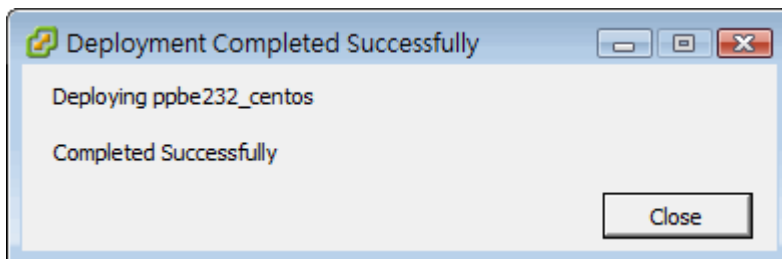 Deployment Completed Successfully
Deploying ppbe232_centos
Completed Successfully
Close